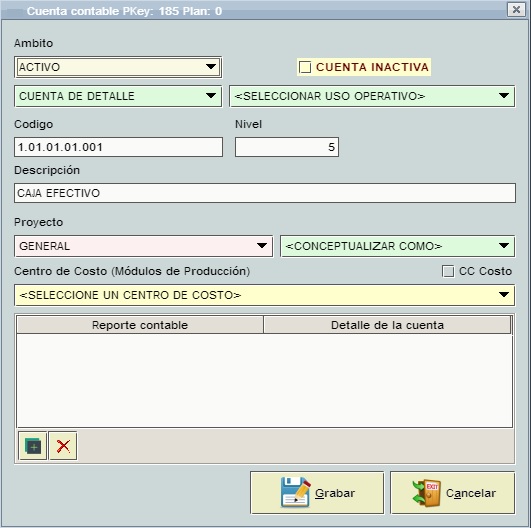 Cuenta contable PKey: 185 Plan: 0
Ambito
ACTIVO
CUENTA INACTIVA
CUENTA DE DETALLE
<SELECCIONAR USO OPERATIVO>
Codigo
Nivel
1.01.01.01.001
5
Descripción
CAJA EFECTIVO
Proyecto
GENERAL
<CONCEPTUALIZAR COMO>
Centro de Costo (Módulos de Producción)
CC Costo
<SELECCIONE UN CENTRO DE COSTO>
Reporte contable
Detalle de la cuenta
Grabar
EXIT
Cancelar